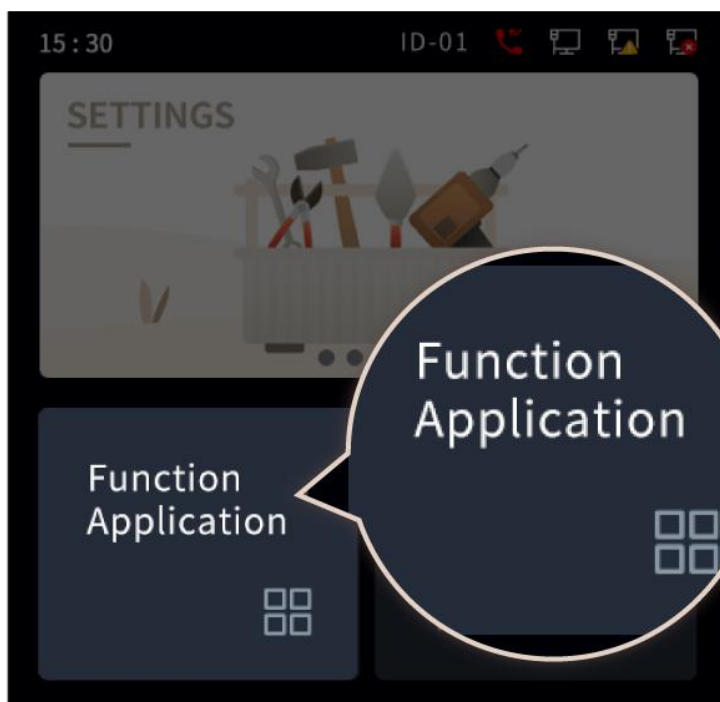 15:30
ID-01
SETTINGS
Function
Application
Function
Application